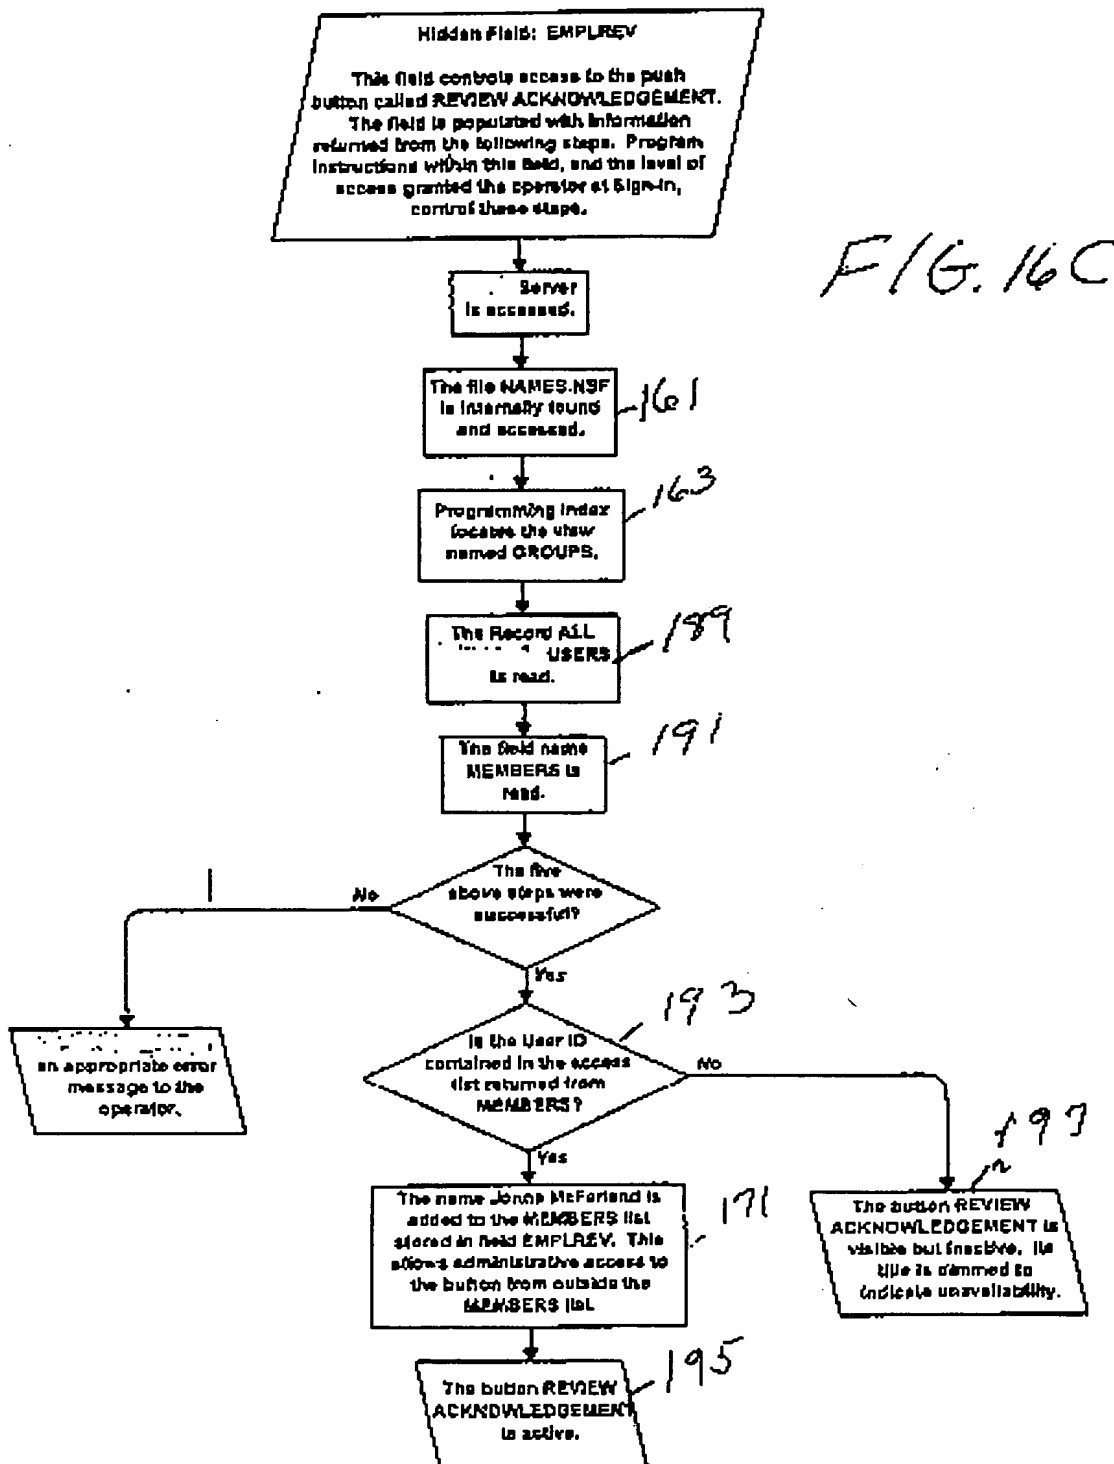 Hidden Field: EMPLREV
This field controls access to the push
button called REVIEW ACKNOWLEDGEMENT.
The field is populated with information
returned from the following steps. Program
instructions within this field, and the level of
access granted the operator at Sign-in,
control these steps.
FIG. 16C
Server
is accessed.
The file NAMES.NSF
is internally found
and accessed.
161
Programming index
locates the view
named GROUPS.
163
The Record ALL
USERS
is read.
189
The field name
MEMBERS is
read.
191
The five
above steps were
successful?
No
Yes
an appropriate error
message to the
operator.
Is the User ID
contained in the access
list returned from
MEMBERS?
193
No
Yes
The name Jonna McFarland is
added to the MEMBERS list
stored in field EMPLREV. This
allows administrative access to
the button from outside the
MEMBERS list.
171
The button REVIEW
ACKNOWLEDGEMENT is
visible but inactive. Its
title is dimmed to
indicate unavailability.
197
The button REVIEW
ACKNOWLEDGEMENT
is active.
195